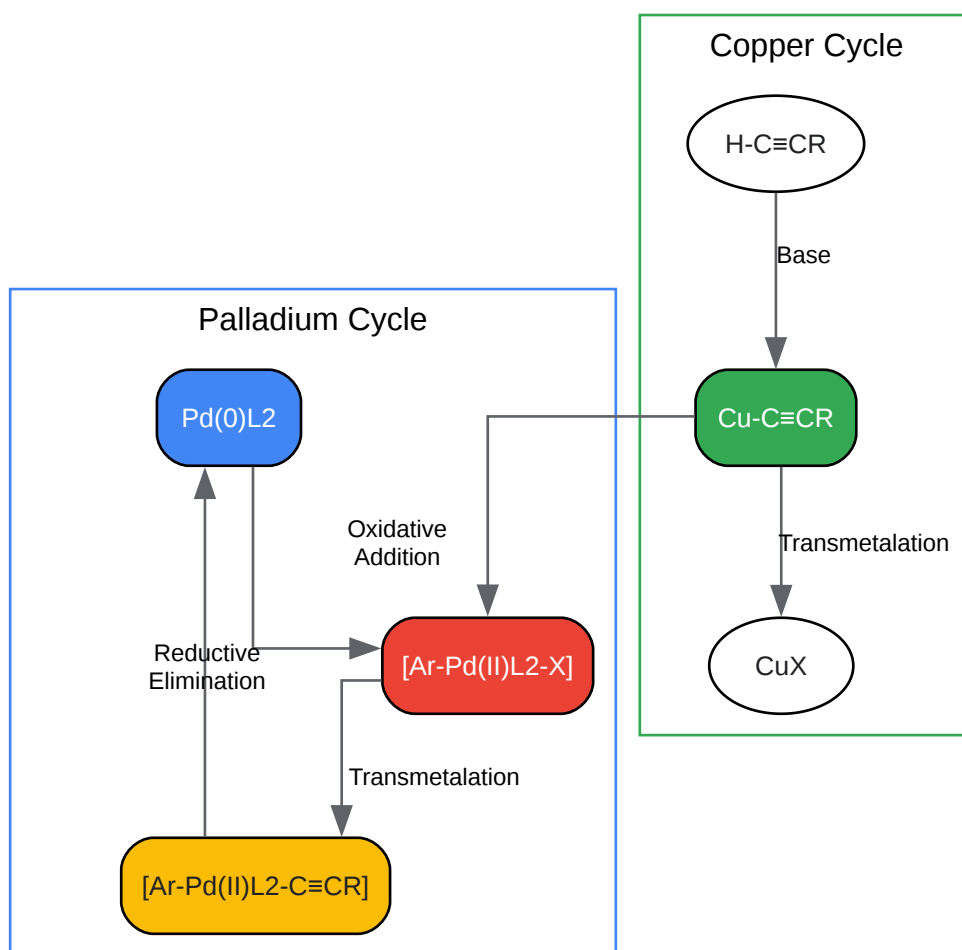 Copper Cycle
H-C≡CR
Base
Palladium Cycle
Pd(0)L2
Cu-C≡CR
Oxidative
Addition
Transmetalation
Reductive
Elimination
[Ar-Pd(II)L2-X]
CuX
Transmetalation
[Ar-Pd(II)L2-C≡CR]